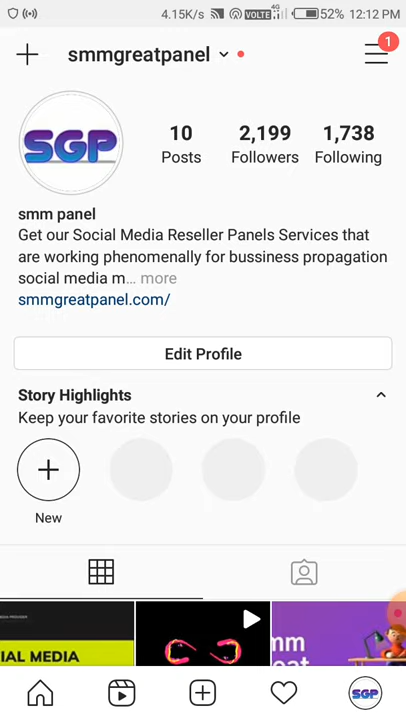 4.15K/s 4G VOLTE 52% 12:12 PM
1
smmgreatpanel
SGP
10 2,199 1,738
Posts Followers Following
smm panel
Get our Social Media Reseller Panels Services that
are working phenomenally for bussiness propagation
social media m... more
smmgreatpanel.com/
Edit Profile
Story Highlights
Keep your favorite stories on your profile
New
IAL MEDIA
mm
eat
SGP